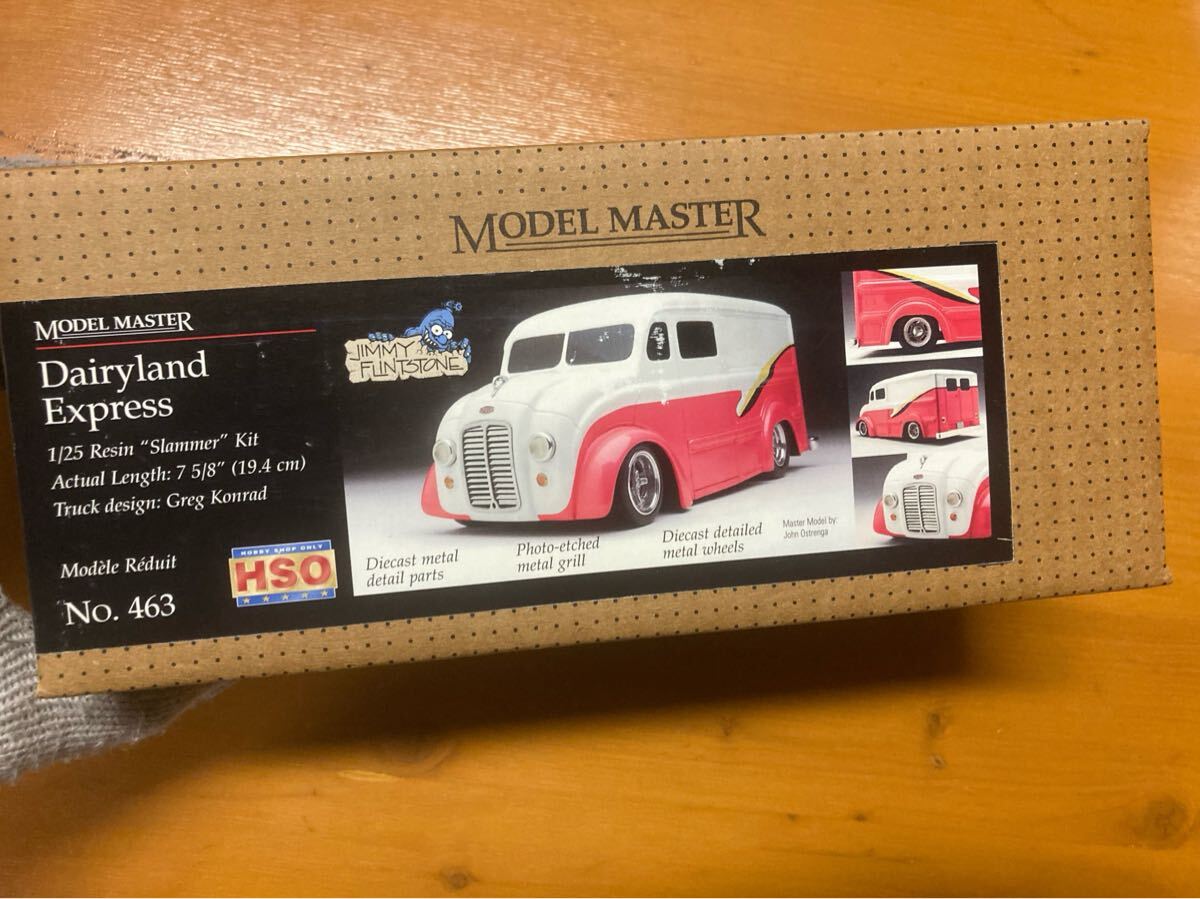 MODEL MASTER
MODEL MASTER
Dairyland
Express
1/25 Resin “Slammer” Kit
Actual Length: 7 5/8” (19.4 cm)
Truck design: Greg Konrad
Modèle Réduit
No. 463
HOBBY SHOP ONLY
HSO
JIMMY
FLINTSTONE
Diecast metal
detail parts
Photo-etched
metal grill
Diecast detailed
metal wheels
Master Model by:
John Ostrenga